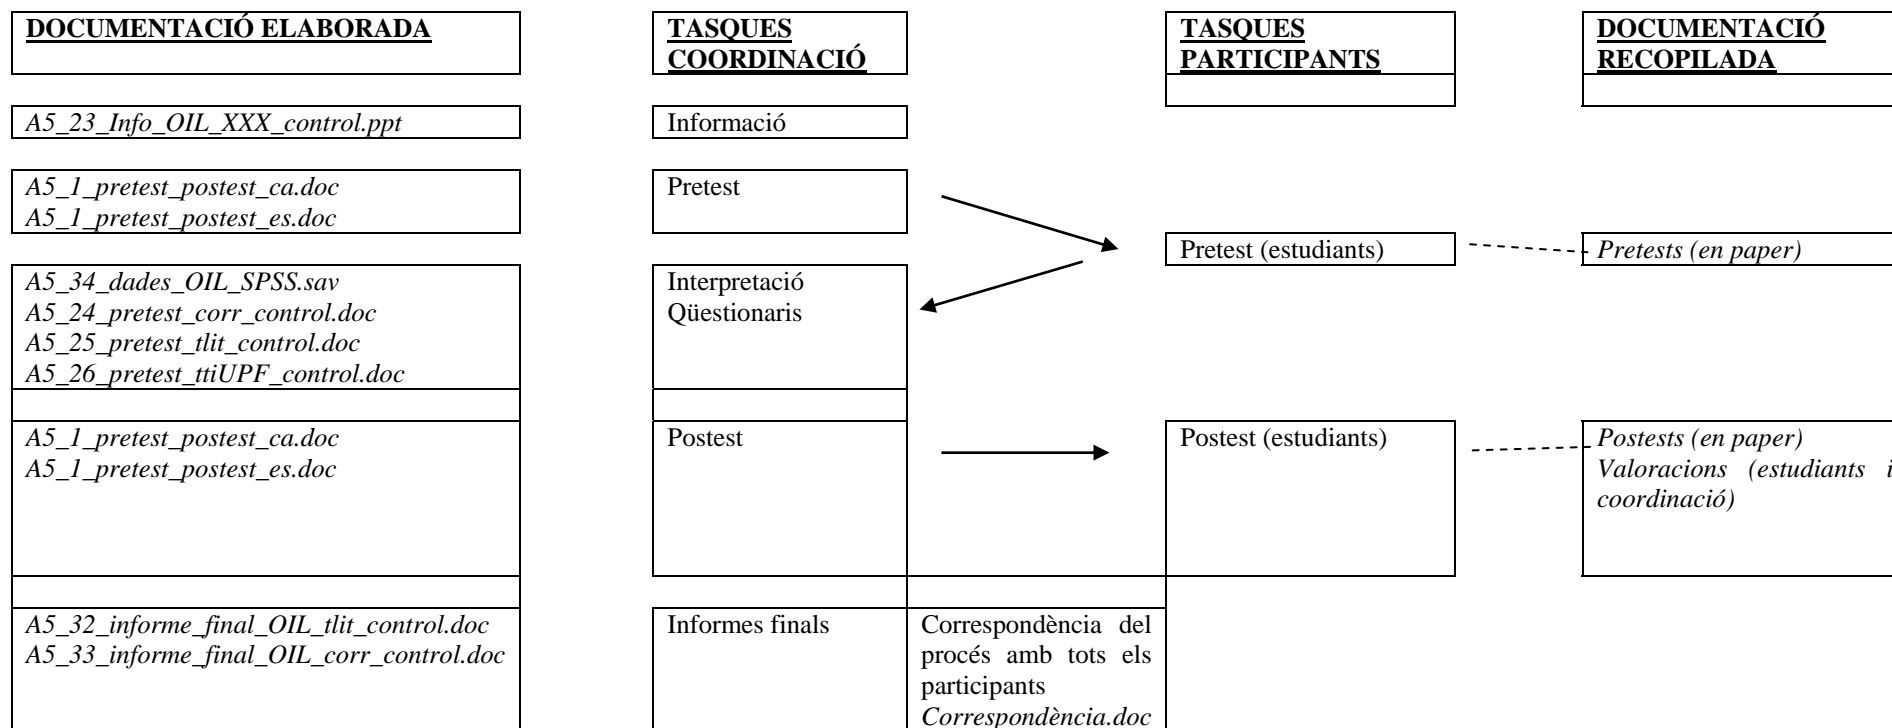 DOCUMENTACIÓ ELABORADA
TASQUES
COORDINACIÓ
TASQUES
PARTICIPANTS
DOCUMENTACIÓ
RECOPILADA
A5_23_Info_OIL_XXX_control.ppt
Informació
A5_1_pretest_postest_ca.doc
A5_1_pretest_postest_es.doc
Pretest
Pretest (estudiants)
Pretests (en paper)
A5_34_dades_OIL_SPSS.sav
A5_24_pretest_corr_control.doc
A5_25_pretest_tlit_control.doc
A5_26_pretest_ttiUPF_control.doc
Interpretació
Qüestionaris
A5_1_pretest_postest_ca.doc
A5_1_pretest_postest_es.doc
Postest
Postest (estudiants)
Postests (en paper)
Valoracions (estudiants i
coordinació)
A5_32_informe_final_OIL_tlit_control.doc
A5_33_informe_final_OIL_corr_control.doc
Informes finals
Correspondència del
procés amb tots els
participants
Correspondència.doc